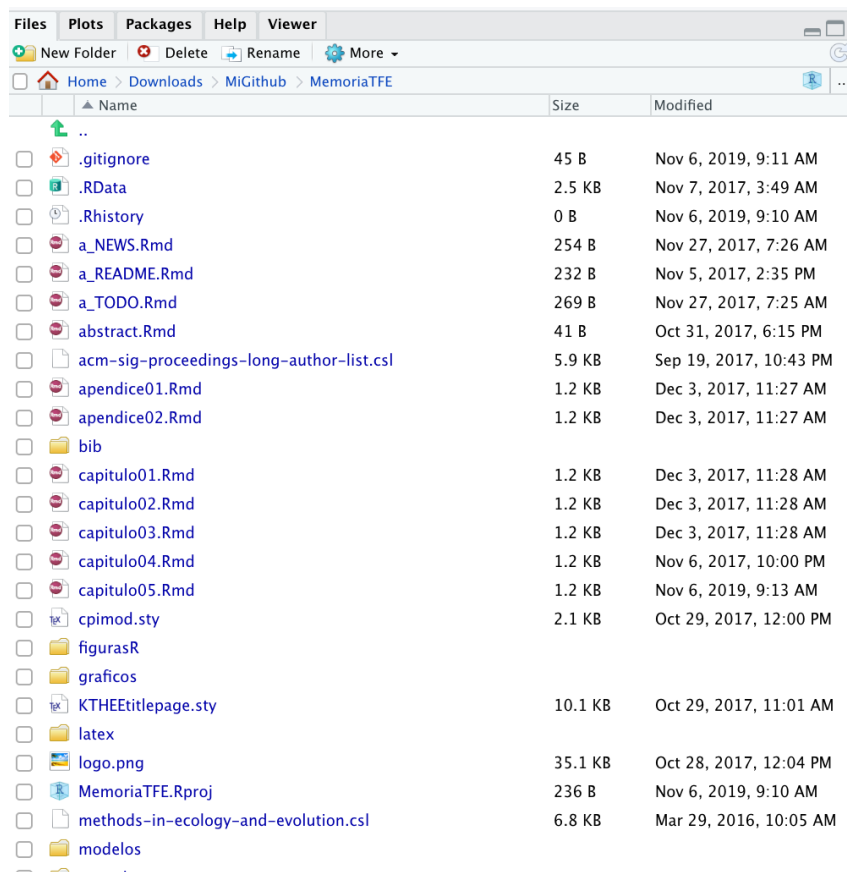 Files Plots Packages Help Viewer
New Folder Delete Rename More
Home > Downloads > MiGithub > MemoriaTFE ..
Name Size Modified
..
.gitignore 45 B Nov 6, 2019, 9:11 AM
.RData 2.5 KB Nov 7, 2017, 3:49 AM
.Rhistory 0 B Nov 6, 2019, 9:10 AM
a_NEWS.Rmd 254 B Nov 27, 2017, 7:26 AM
a_README.Rmd 232 B Nov 5, 2017, 2:35 PM
a_TODO.Rmd 269 B Nov 27, 2017, 7:25 AM
abstract.Rmd 41 B Oct 31, 2017, 6:15 PM
acm-sig-proceedings-long-author-list.csl 5.9 KB Sep 19, 2017, 10:43 PM
apendice01.Rmd 1.2 KB Dec 3, 2017, 11:27 AM
apendice02.Rmd 1.2 KB Dec 3, 2017, 11:27 AM
bib
capitulo01.Rmd 1.2 KB Dec 3, 2017, 11:28 AM
capitulo02.Rmd 1.2 KB Dec 3, 2017, 11:28 AM
capitulo03.Rmd 1.2 KB Dec 3, 2017, 11:28 AM
capitulo04.Rmd 1.2 KB Nov 6, 2017, 10:00 PM
capitulo05.Rmd 1.2 KB Nov 6, 2019, 9:13 AM
cpimod.sty 2.1 KB Oct 29, 2017, 12:00 PM
figurasR
graficos
KTHEEtitlepage.sty 10.1 KB Oct 29, 2017, 11:01 AM
latex
logo.png 35.1 KB Oct 28, 2017, 12:04 PM
MemoriaTFE.Rproj 236 B Nov 6, 2019, 9:10 AM
methods-in-ecology-and-evolution.csl 6.8 KB Mar 29, 2016, 10:05 AM
modelos